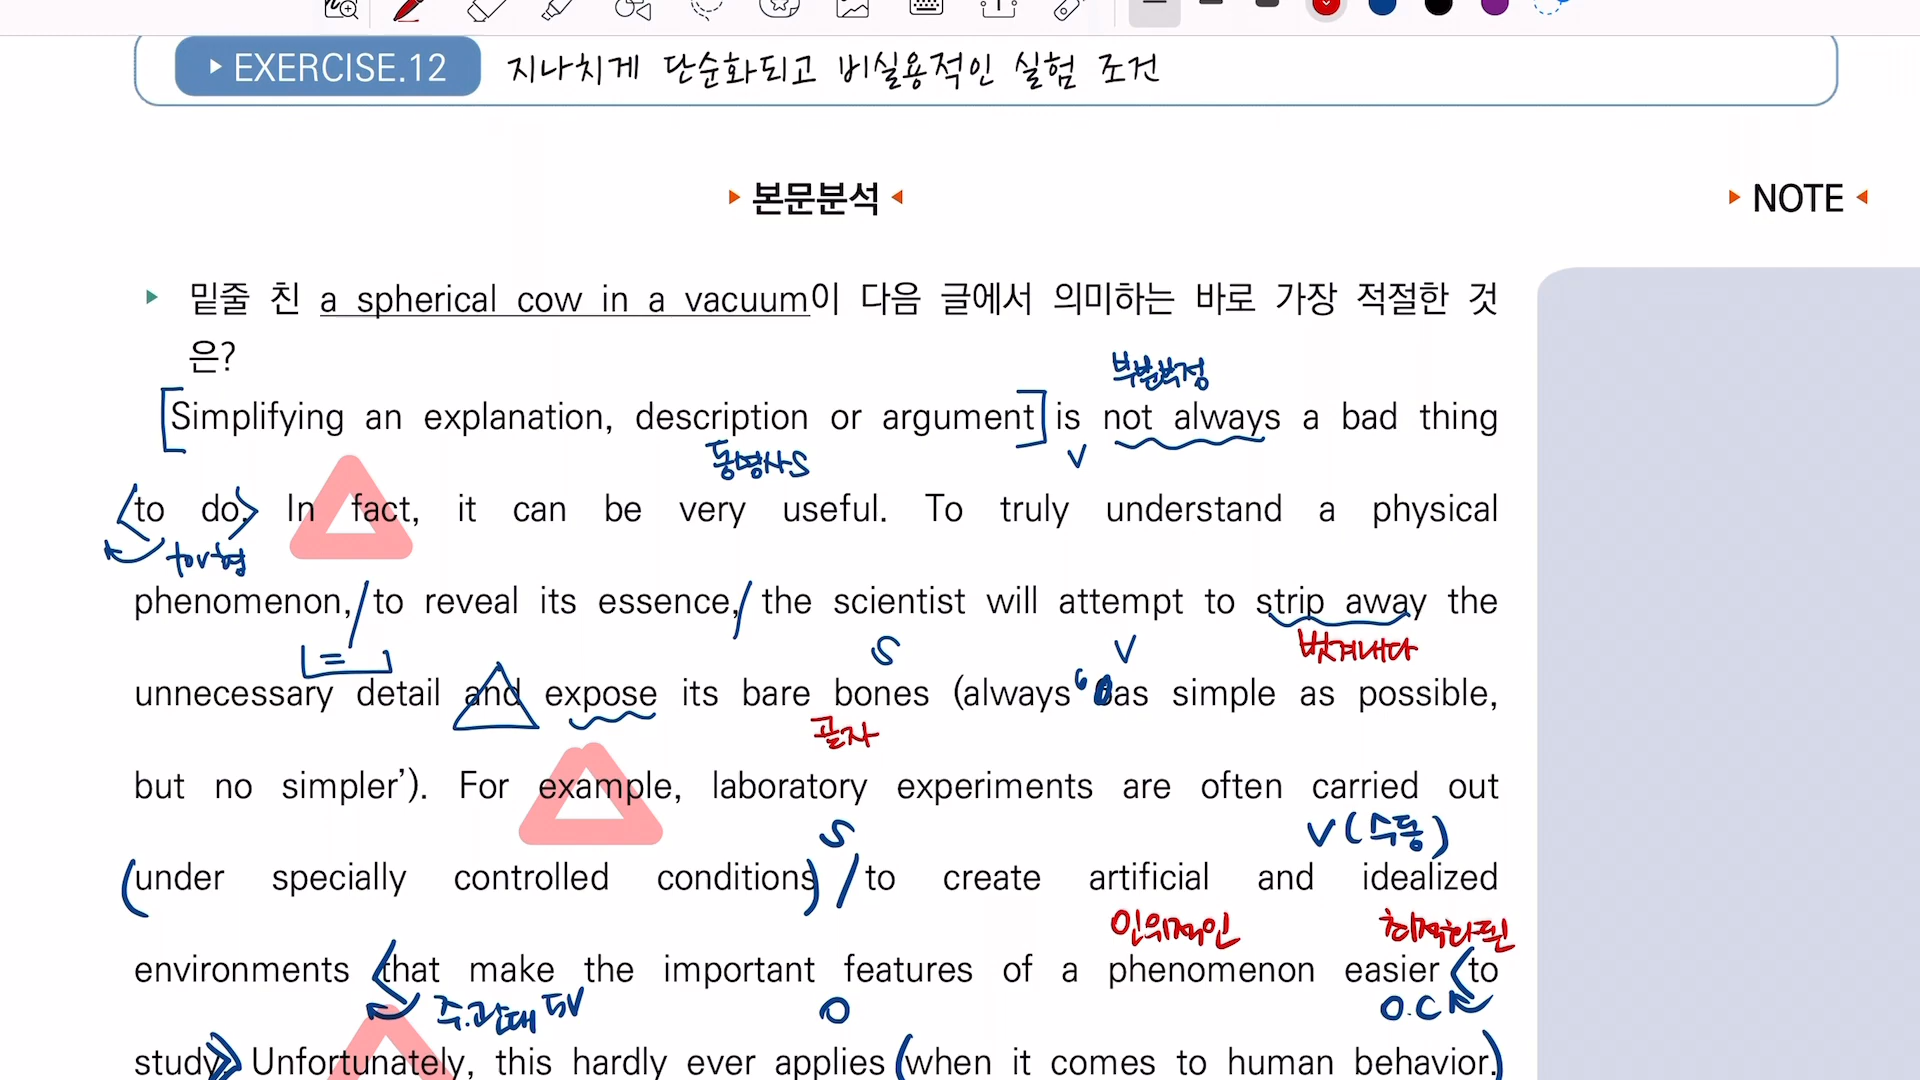 EXERCISE.12 지나치게 단순화되고 비실용적인 실험 조건
본문분석
NOTE
밑줄 친 a spherical cow in a vacuum이 다음 글에서 의미하는 바로 가장 적절한 것
은?
부분부정
Simplifying an explanation, description or argument is not always a bad thing
동명사S V
to do. In fact, it can be very useful. To truly understand a physical
to V 형
phenomenon, to reveal its essence, the scientist will attempt to strip away the
= S V 벗겨내다
unnecessary detail and expose its bare bones (always ‘as simple as possible,
골자
but no simpler’). For example, laboratory experiments are often carried out
S V (수동)
under specially controlled conditions to create artificial and idealized
인위적인 최적화된
environments that make the important features of a phenomenon easier to
주.관대 5V O O.C
study. Unfortunately, this hardly ever applies when it comes to human behavior.